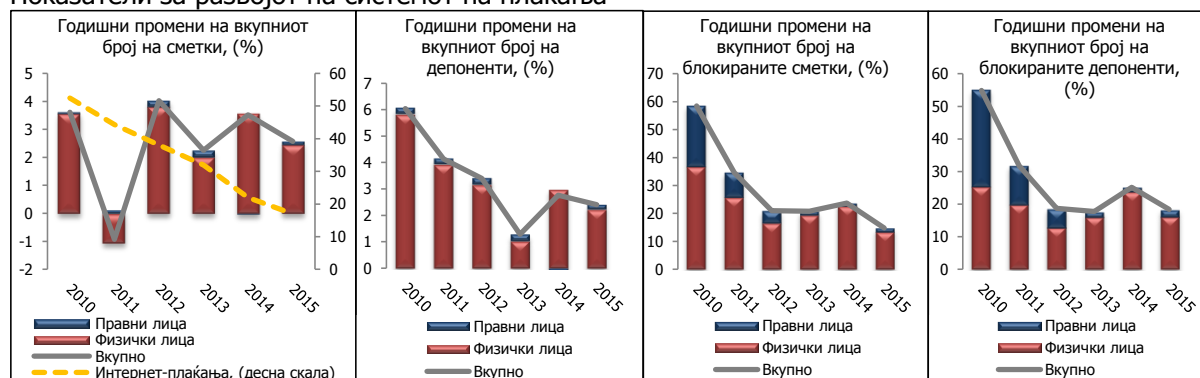 Показатели за развојот на системот на плаќања
Годишни промени на вкупниот
број на сметки, (%)
5
4
3
2
1
0
-1
-2
60
50
40
30
20
10
0
2010
2011
2012
2013
2014
2015
Правни лица
Физички лица
Вкупно
Интернет-плаќања, (десна скала)
Годишни промени на
вкупниот број на
депоненти, (%)
7
6
5
4
3
2
1
0
2010
2011
2012
2013
2014
2015
Правни лица
Физички лица
Вкупно
Годишни промени на
вкупниот број на
блокираните сметки, (%)
70
60
50
40
30
20
10
0
2010
2011
2012
2013
2014
2015
Правни лица
Физички лица
Вкупно
Годишни промени на
вкупниот број на
блокираните депоненти,
(%)
60
50
40
30
20
10
0
2010
2011
2012
2013
2014
2015
Правни лица
Физички лица
Вкупно